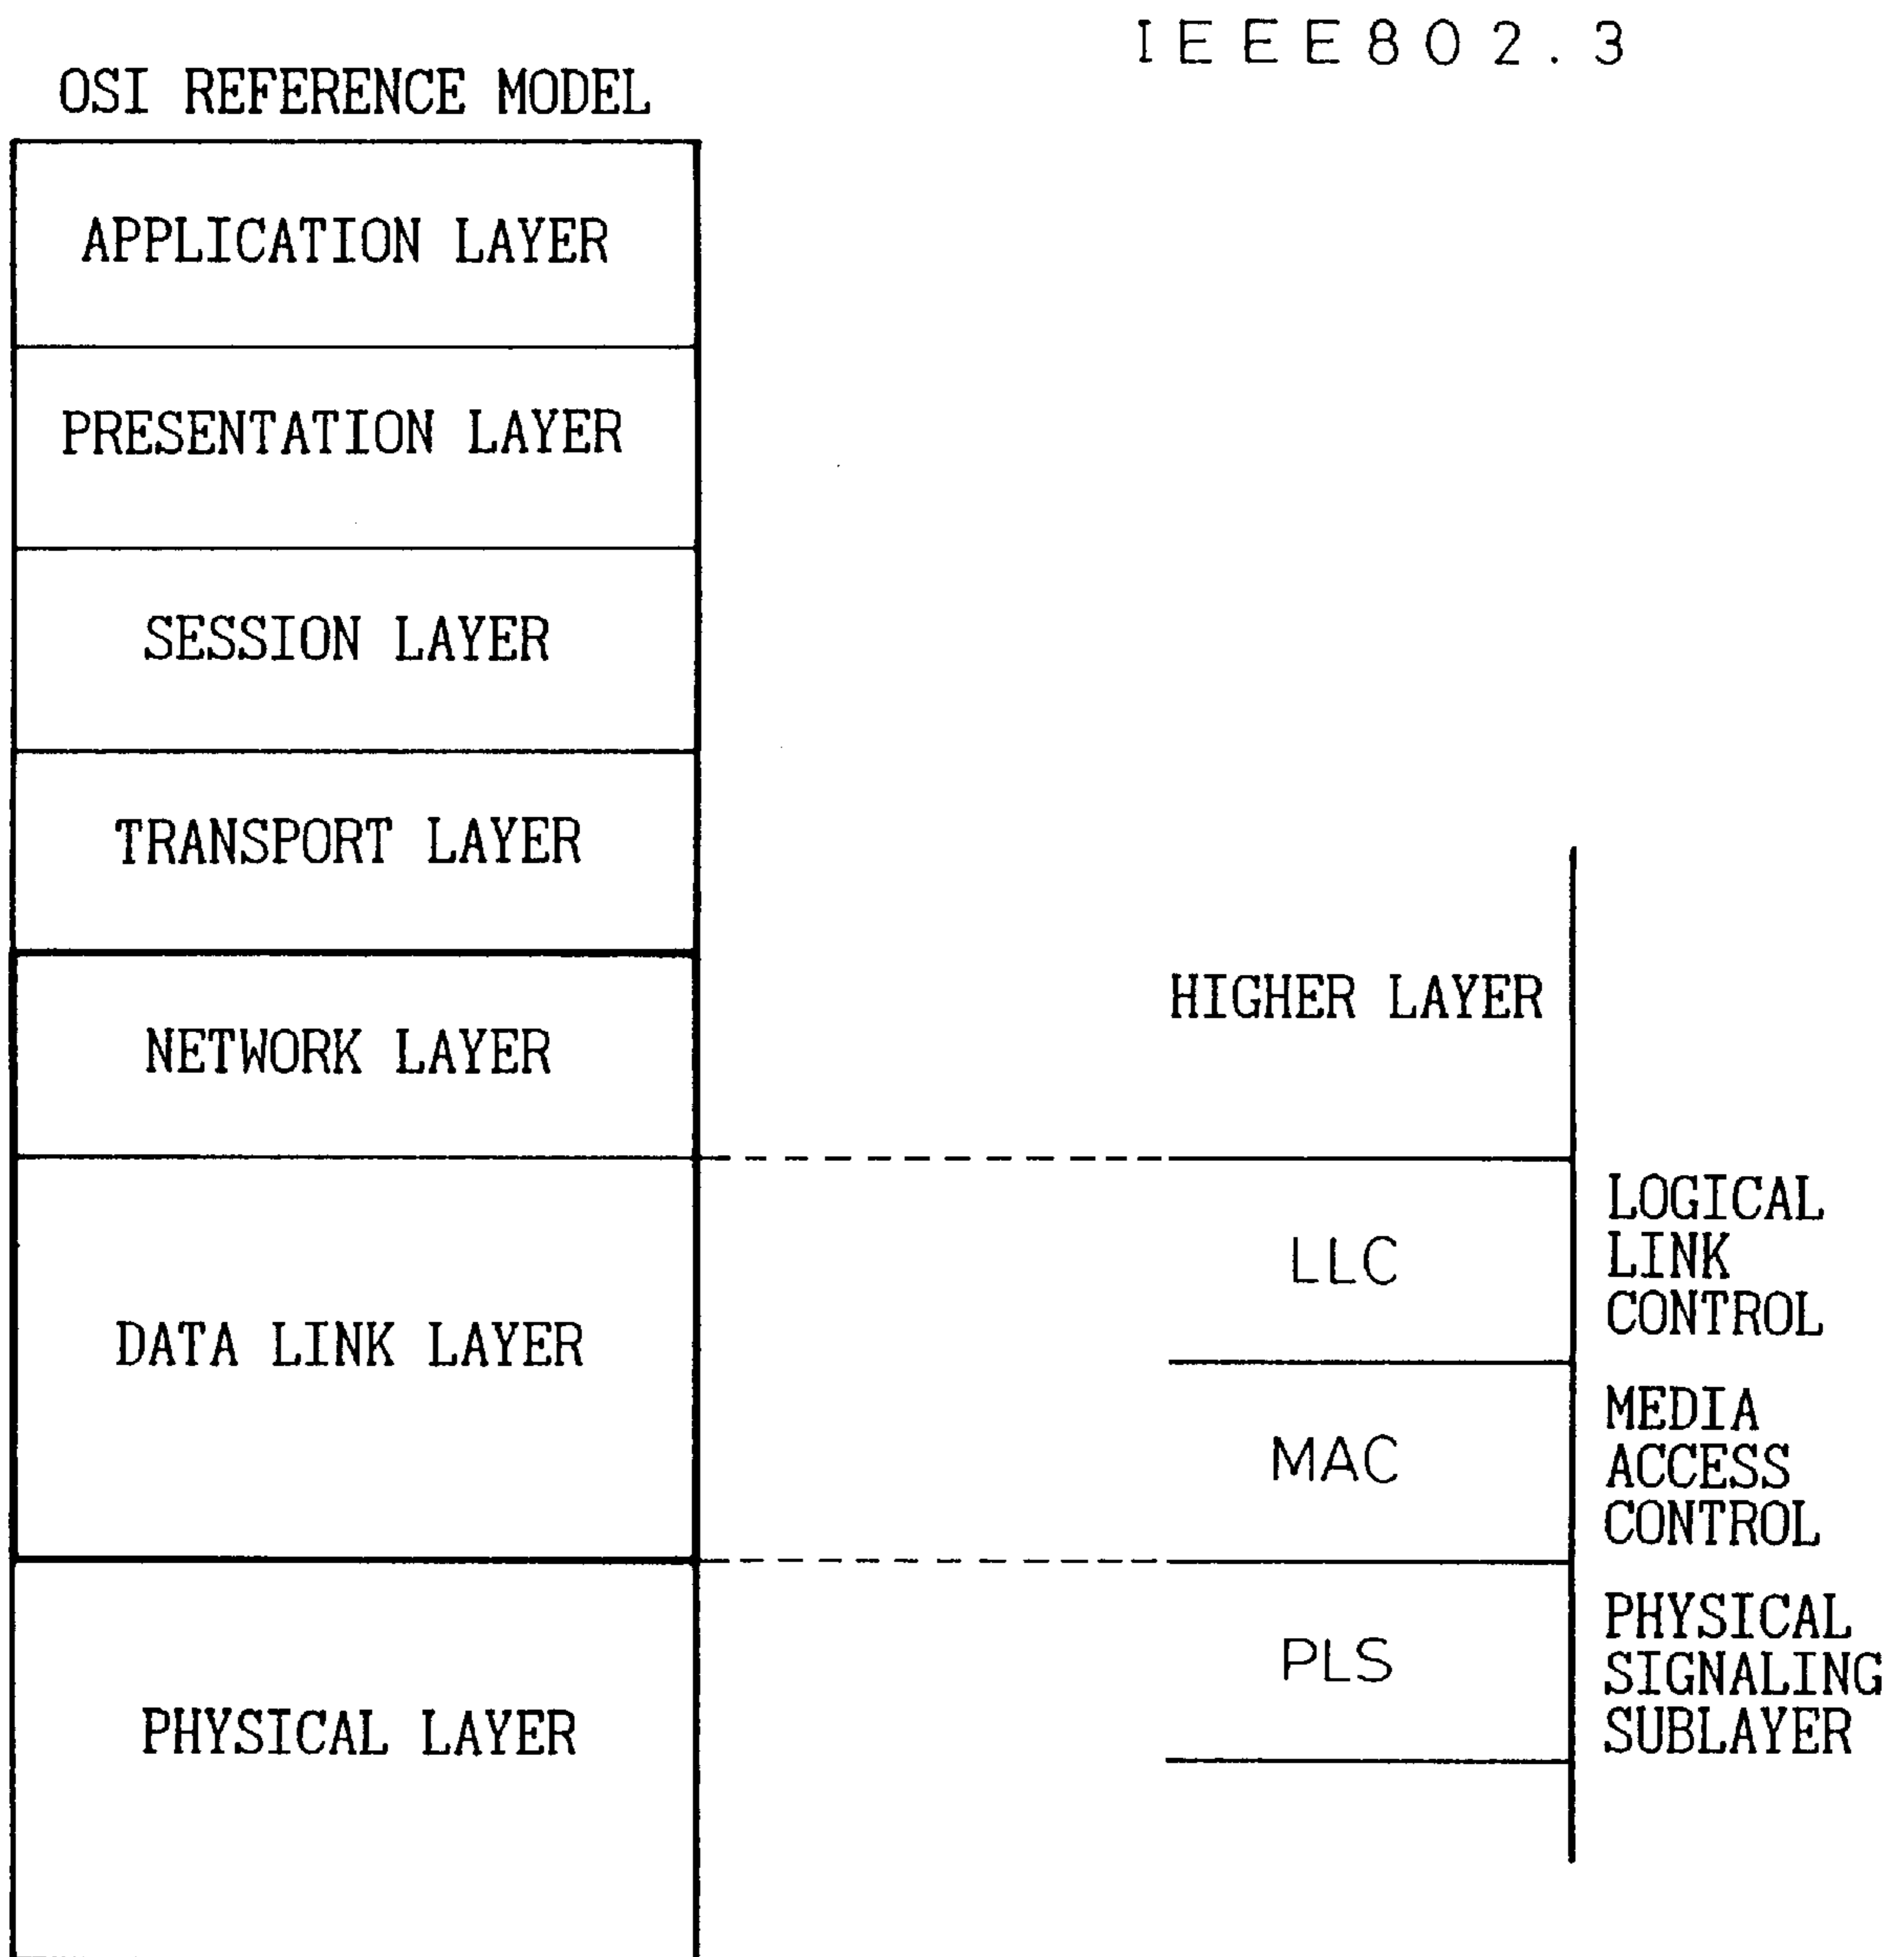 IEEE802.3
OSI REFERENCE MODEL
APPLICATION LAYER
PRESENTATION LAYER
SESSION LAYER
TRANSPORT LAYER
NETWORK LAYER
DATA LINK LAYER
PHYSICAL LAYER
HIGHER LAYER
LLC
LOGICAL
LINK
CONTROL
MAC
MEDIA
ACCESS
CONTROL
PLS
PHYSICAL
SIGNALING
SUBLAYER